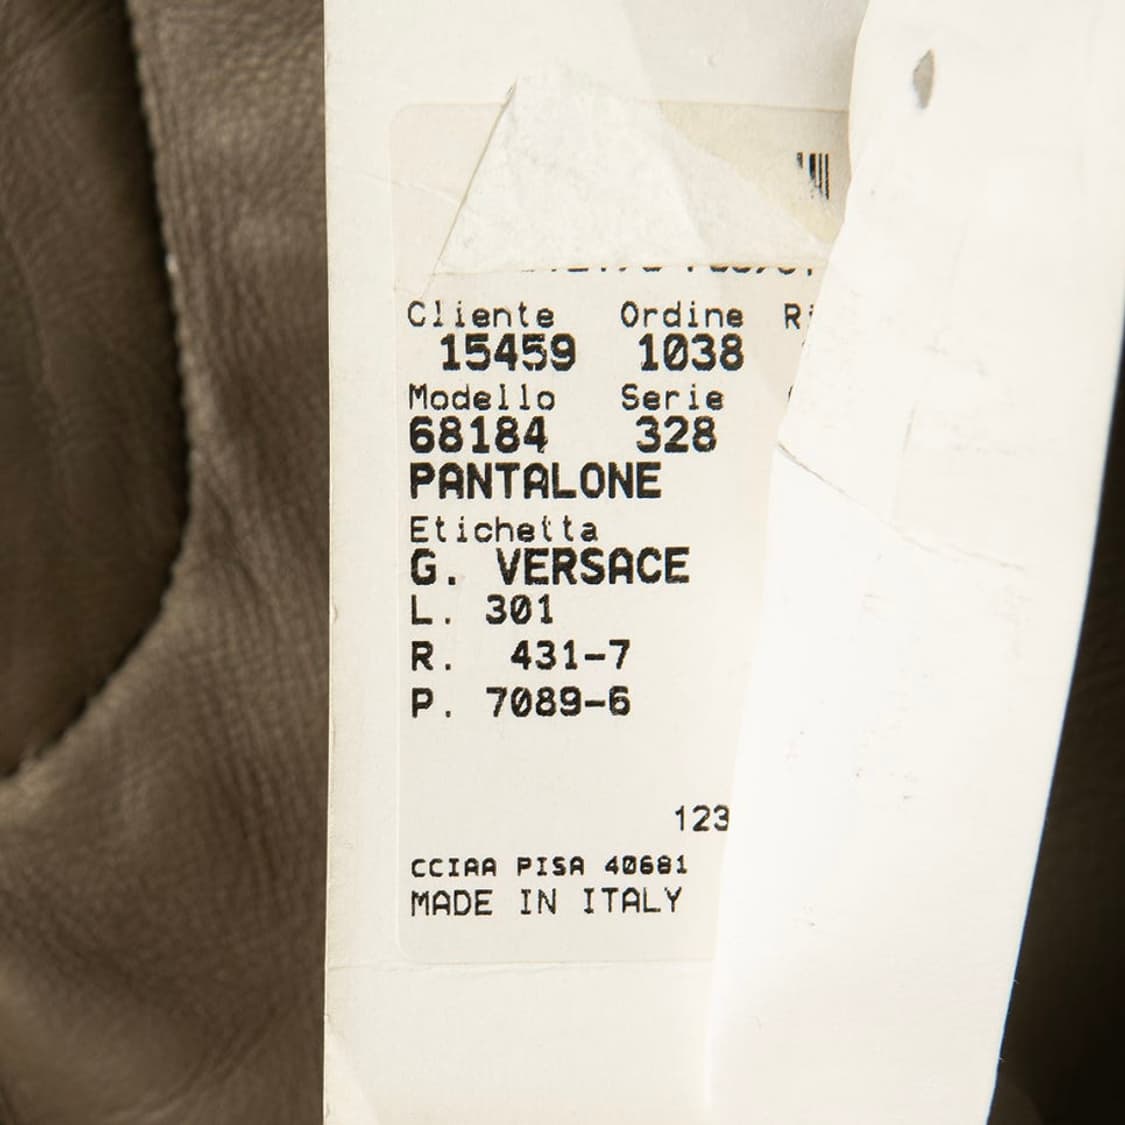 Cliente Ordine
15459 1038
Modello Serie
68184 328
PANTALONE
Etichetta
G. VERSACE
L. 301
R. 431-7
P. 7089-6
123
CCIAA PISA 40681
MADE IN ITALY